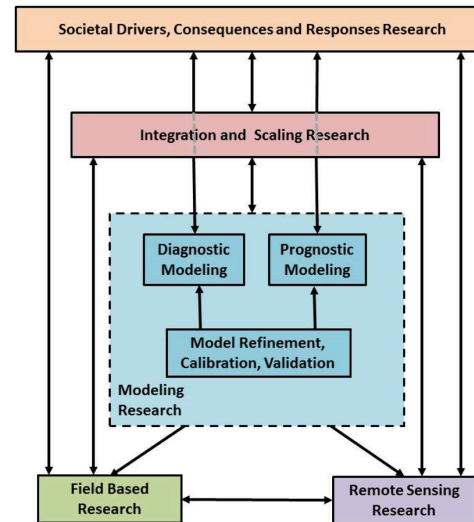 Societal Drivers, Consequences and Responses Research
Integration and Scaling Research
Diagnostic
Modeling
Prognostic
Modeling
Model Refinement,
Calibration, Validation
Modeling
Research
Field Based
Research
Remote Sensing
Research